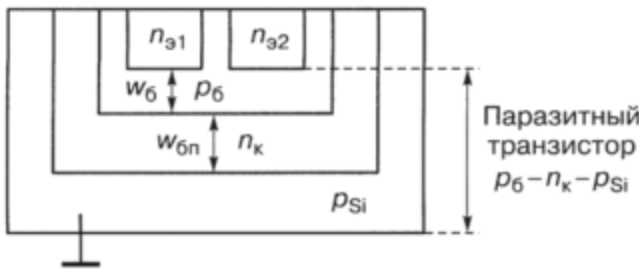 nэ1 nэ2
wб pб
wбп nк
pSi
Паразитный
транзистор
pб–nк–pSi